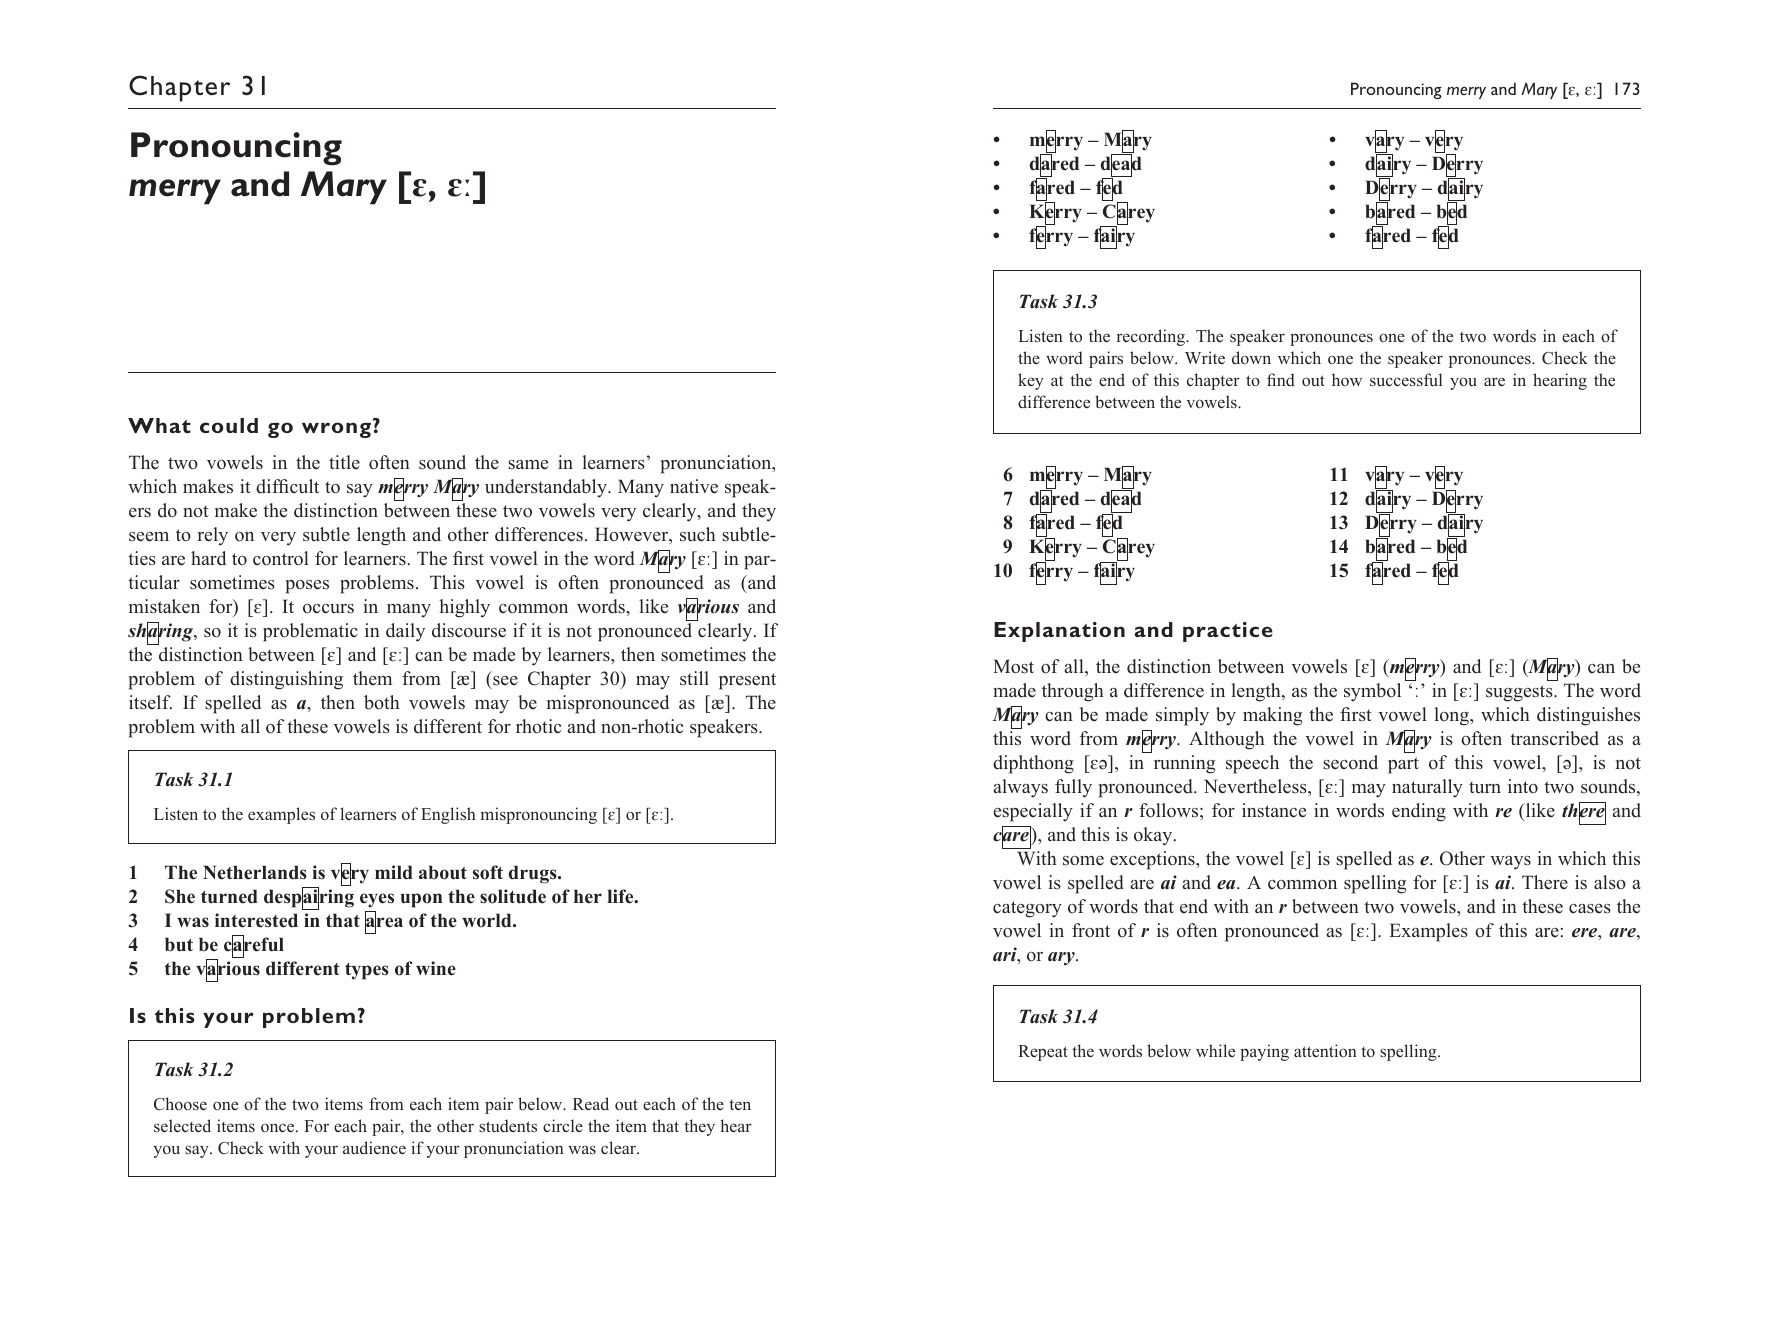 Chapter 31
Pronouncing
merry and Mary [ɛ, ɛː]
What could go wrong?
The two vowels in the title often sound the same in learners’ pronunciation,
which makes it difficult to say merry Mary understandably. Many native speak-
ers do not make the distinction between these two vowels very clearly, and they
seem to rely on very subtle length and other differences. However, such subtle-
ties are hard to control for learners. The first vowel in the word Mary [ɛː] in par-
ticular sometimes poses problems. This vowel is often pronounced as (and
mistaken for) [ɛ]. It occurs in many highly common words, like various and
sharing, so it is problematic in daily discourse if it is not pronounced clearly. If
the distinction between [ɛ] and [ɛː] can be made by learners, then sometimes the
problem of distinguishing them from [æ] (see Chapter 30) may still present
itself. If spelled as a, then both vowels may be mispronounced as [æ]. The
problem with all of these vowels is different for rhotic and non-rhotic speakers.
Task 31.1
Listen to the examples of learners of English mispronouncing [ɛ] or [ɛː].
1 The Netherlands is very mild about soft drugs.
2 She turned despairing eyes upon the solitude of her life.
3 I was interested in that area of the world.
4 but be careful
5 the various different types of wine
Is this your problem?
Task 31.2
Choose one of the two items from each item pair below. Read out each of the ten
selected items once. For each pair, the other students circle the item that they hear
you say. Check with your audience if your pronunciation was clear.
Pronouncing merry and Mary [ɛ, ɛː] 173
• merry – Mary
• dared – dead
• fared – fed
• Kerry – Carey
• ferry – fairy
• vary – very
• dairy – Derry
• Derry – dairy
• bared – bed
• fared – fed
Task 31.3
Listen to the recording. The speaker pronounces one of the two words in each of
the word pairs below. Write down which one the speaker pronounces. Check the
key at the end of this chapter to find out how successful you are in hearing the
difference between the vowels.
6 merry – Mary
7 dared – dead
8 fared – fed
9 Kerry – Carey
10 ferry – fairy
11 vary – very
12 dairy – Derry
13 Derry – dairy
14 bared – bed
15 fared – fed
Explanation and practice
Most of all, the distinction between vowels [ɛ] (merry) and [ɛː] (Mary) can be
made through a difference in length, as the symbol ‘ː’ in [ɛː] suggests. The word
Mary can be made simply by making the first vowel long, which distinguishes
this word from merry. Although the vowel in Mary is often transcribed as a
diphthong [ɛə], in running speech the second part of this vowel, [ə], is not
always fully pronounced. Nevertheless, [ɛː] may naturally turn into two sounds,
especially if an r follows; for instance in words ending with re (like there and
care), and this is okay.
With some exceptions, the vowel [ɛ] is spelled as e. Other ways in which this
vowel is spelled are ai and ea. A common spelling for [ɛː] is ai. There is also a
category of words that end with an r between two vowels, and in these cases the
vowel in front of r is often pronounced as [ɛː]. Examples of this are: ere, are,
ari, or ary.
Task 31.4
Repeat the words below while paying attention to spelling.